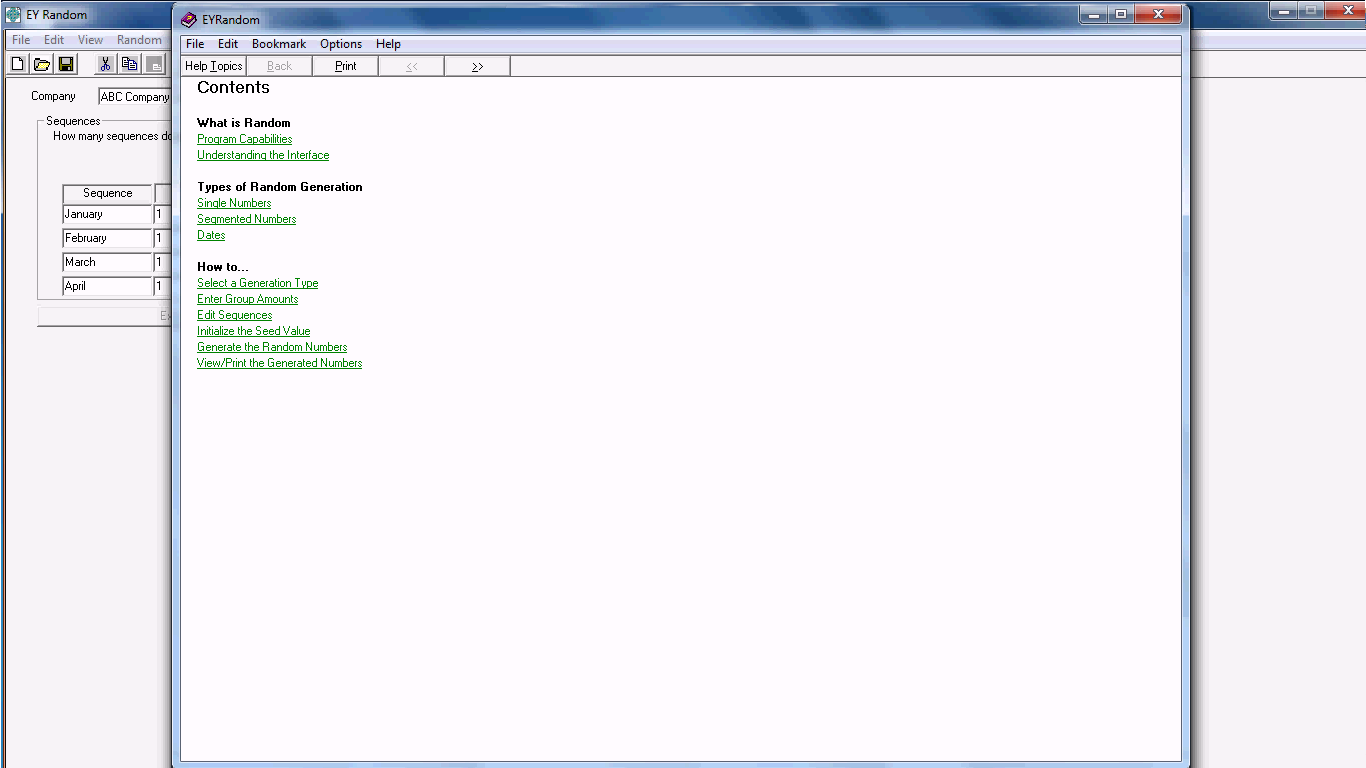 EY Random
File Edit View Random
Company ABC Company
Sequences
How many sequences
Sequence
January 1
February 1
March 1
April 1
EYRandom
File Edit Bookmark Options Help
Help Topics Back Print << >>
Contents
What is Random
Program Capabilities
Understanding the Interface
Types of Random Generation
Single Numbers
Segmented Numbers
Dates
How to...
Select a Generation Type
Enter Group Amounts
Edit Sequences
Initialize the Seed Value
Generate the Random Numbers
View/Print the Generated Numbers